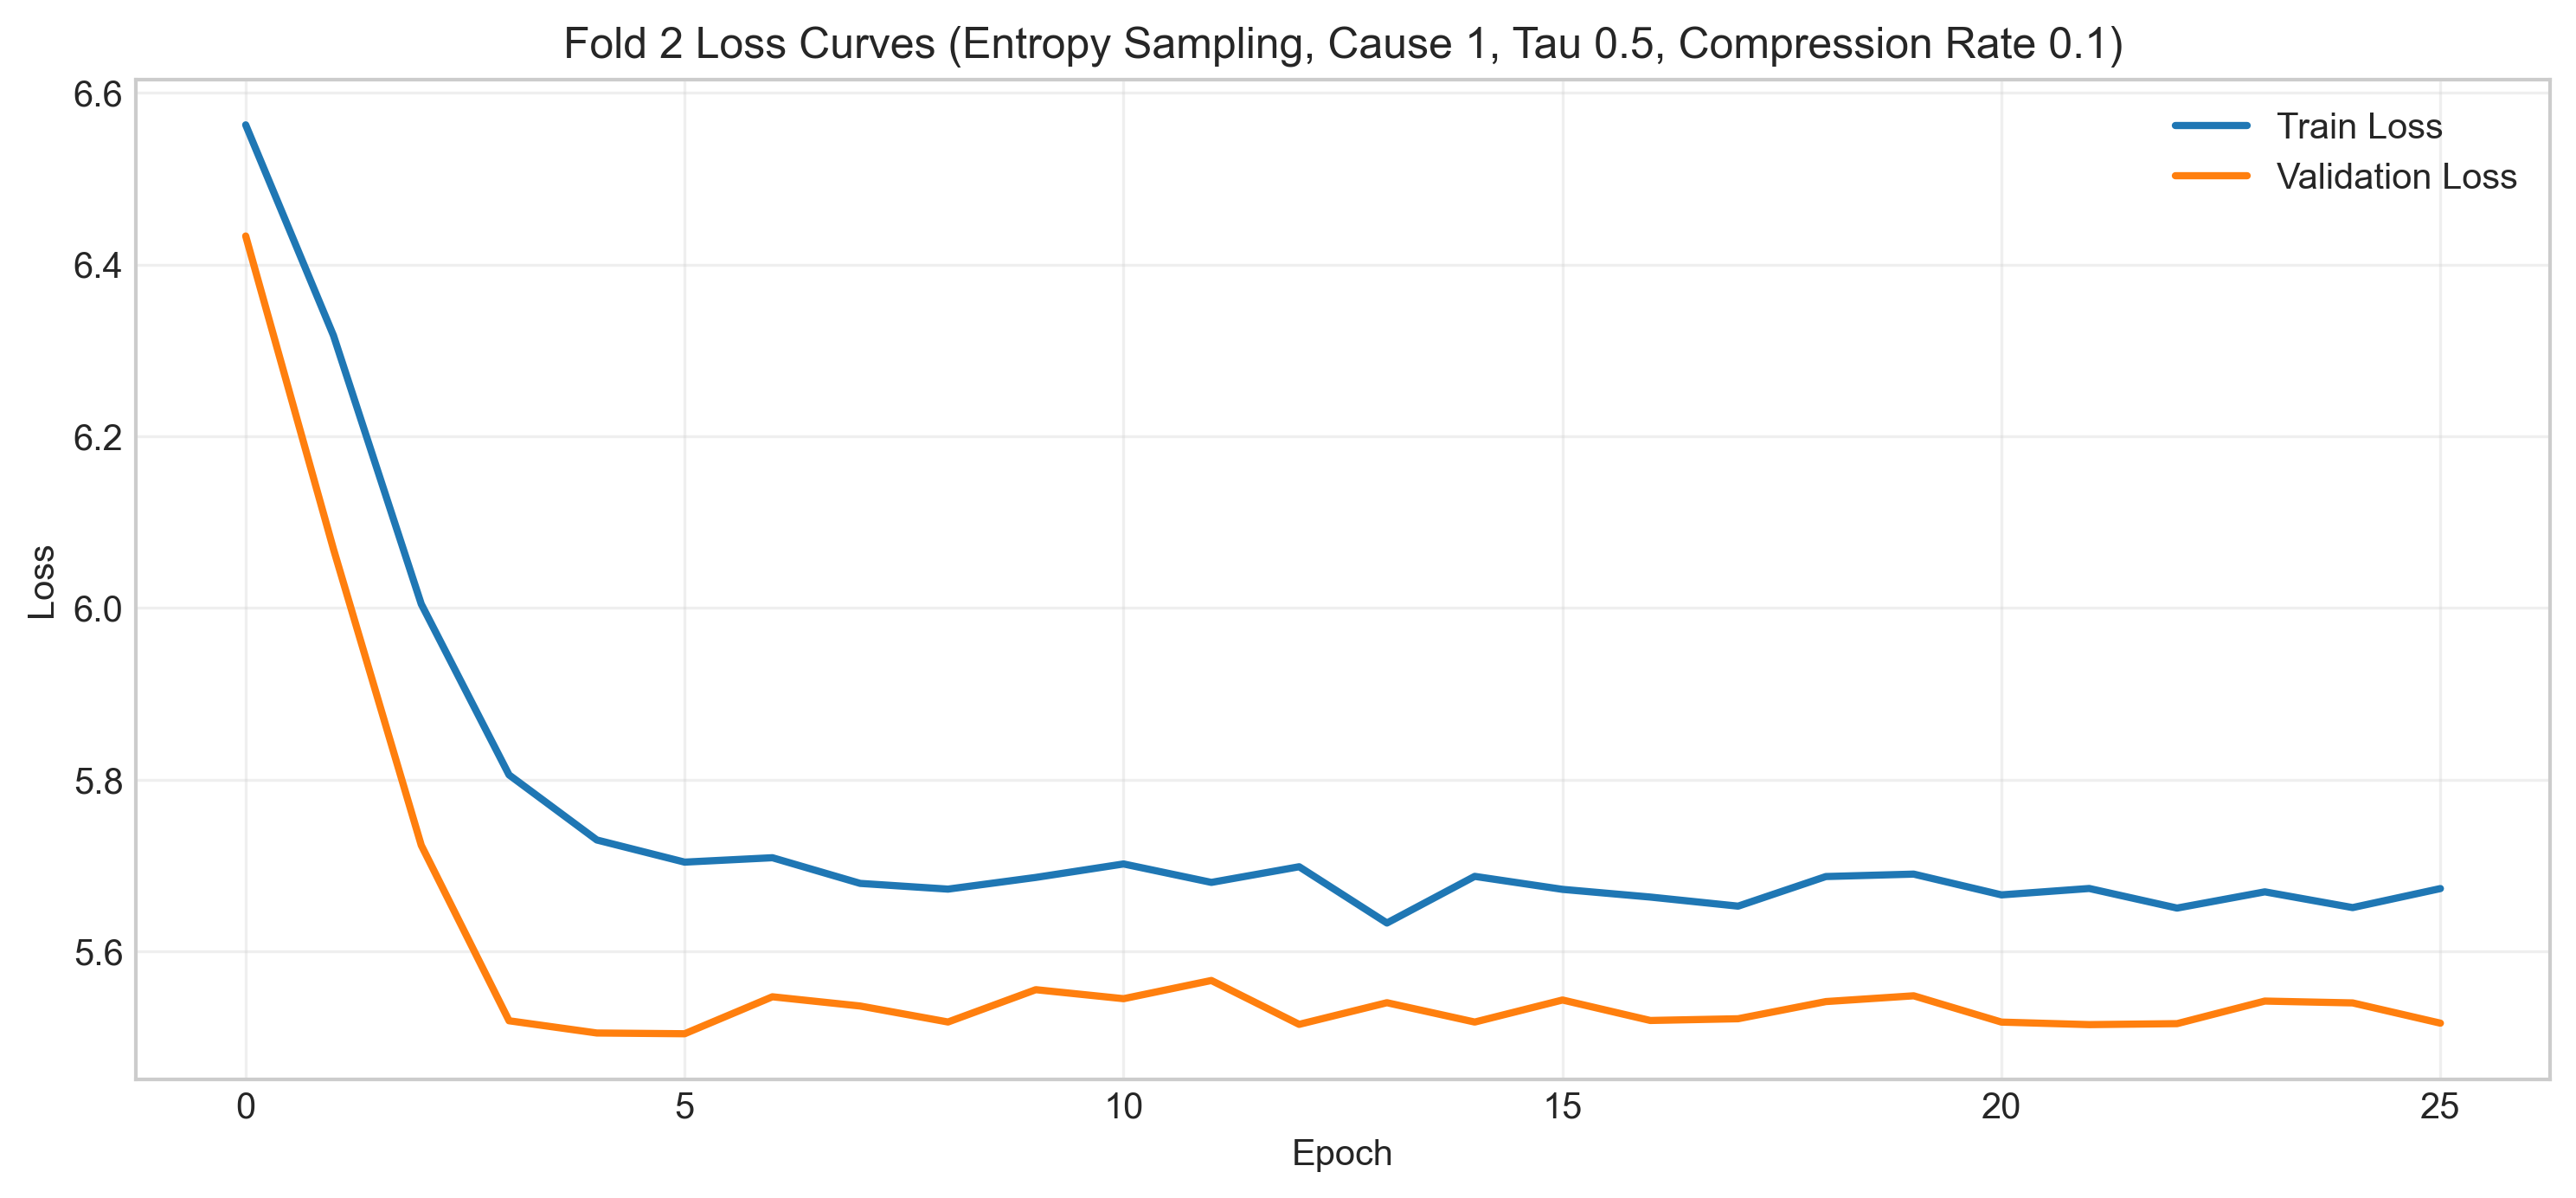 Fold 2 Loss Curves (Entropy Sampling, Cause 1, Tau 0.5, Compression Rate 0.1)
Train Loss
Validation Loss
Loss
6.6
6.4
6.2
6.0
5.8
5.6
0 5 10 15 20 25
Epoch